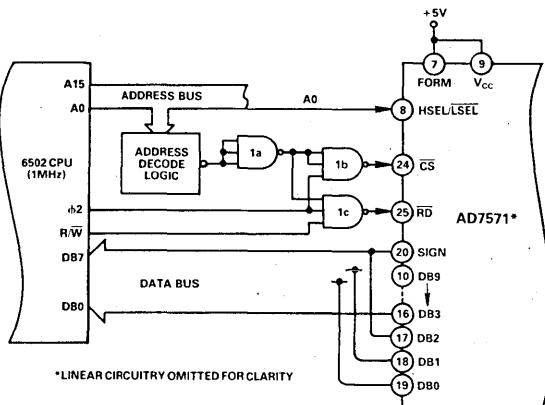 +5V
7
9
FORM
VCC
A15
ADDRESS BUS
A0
A0
8
HSEL/LSEL
6502 CPU
(1MHz)
ADDRESS
DECODE
LOGIC
1a
1b
24
CS
1c
25
RD
AD7571*
ϕ2
R/W
DB7
20
SIGN
10
DB9
DATA BUS
DB0
16
DB3
17
DB2
18
DB1
19
DB0
*LINEAR CIRCUITRY OMITTED FOR CLARITY